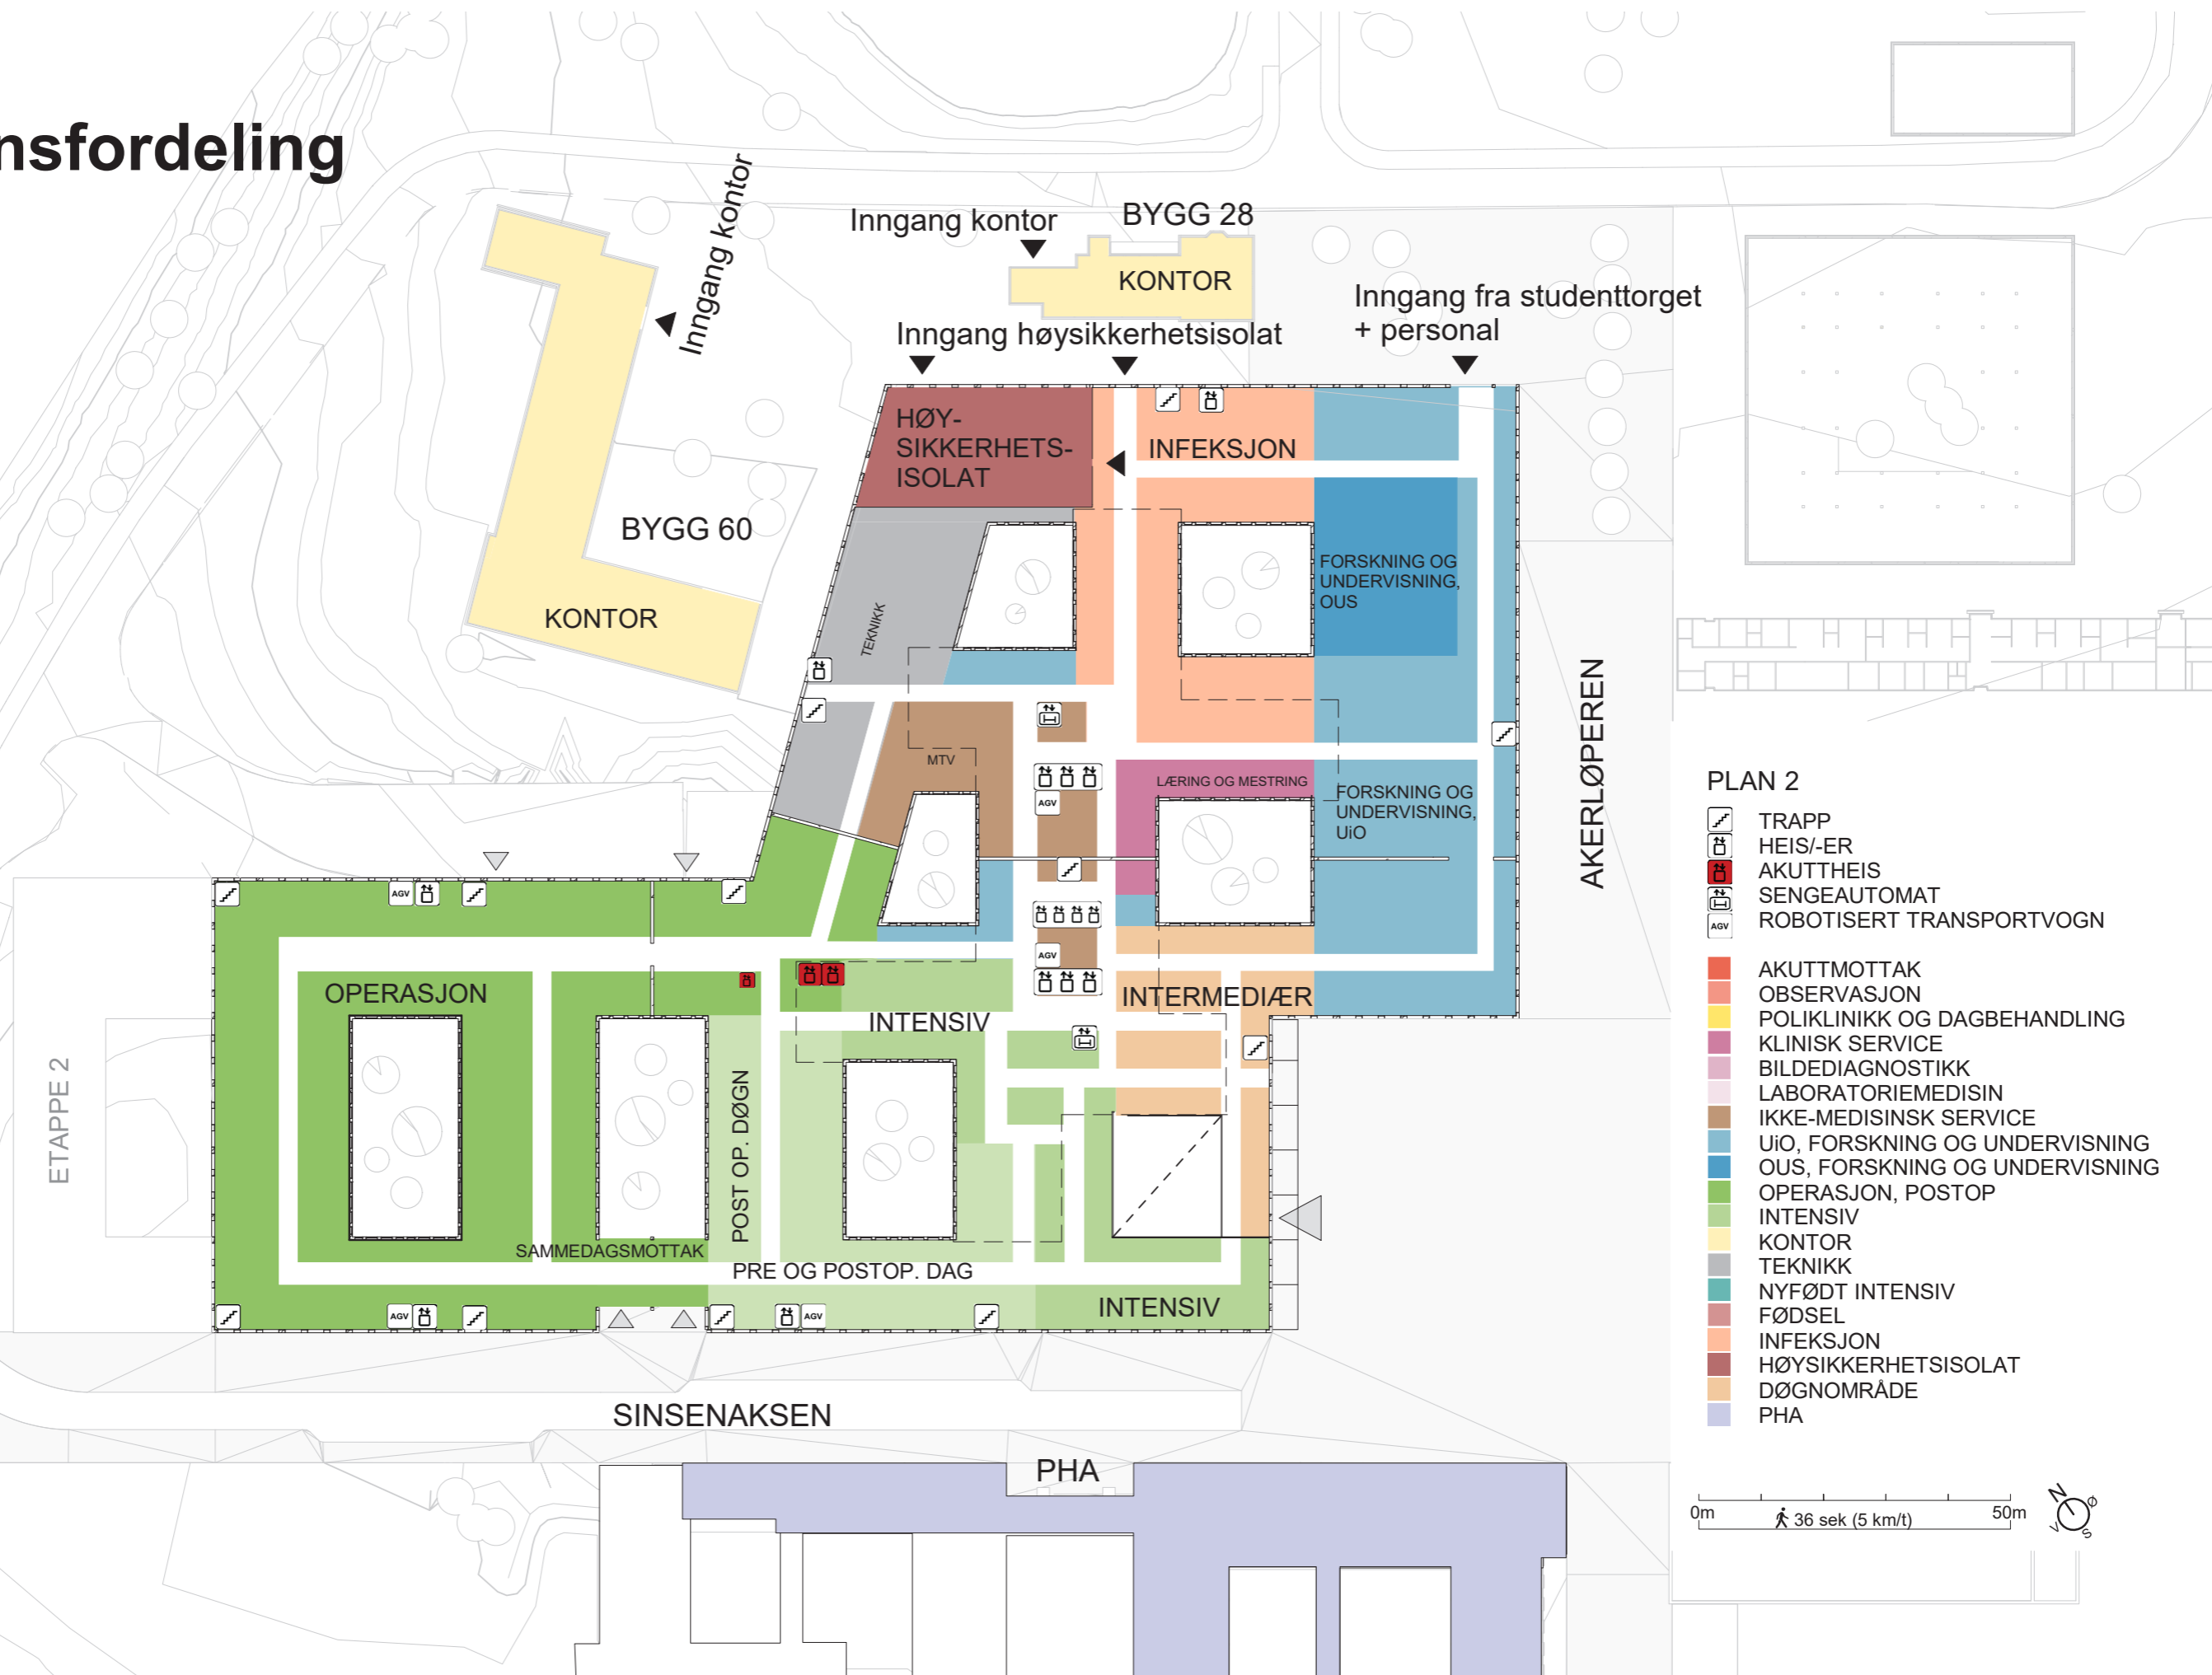 nsfordeling
Inngang kontor
Inngang kontor
BYGG 28
KONTOR
Inngang fra studenttorget
+ personal
Inngang høysikkerhetsisolat
HØY-
SIKKERHETS-
ISOLAT
INFEKSJON
BYGG 60
KONTOR
FORSKNING OG
UNDERVISNING,
OUS
TEKNIKK
AKERLØPEREN
MTV
LÆRING OG MESTRING
AGV
FORSKNING OG
UNDERVISNING,
UiO
AGV
AGV
OPERASJON
INTENSIV
INTERMEDIÆR
ETAPPE 2
POST OP. DØGN
SAMMEDAGSMOTTAK
PRE OG POSTOP. DAG
INTENSIV
AGV
AGV
SINSENAKSEN
PHA
PLAN 2
TRAPP
HEIS/-ER
AKUTTHEIS
SENGEAUTOMAT
AGV ROBOTISERT TRANSPORTVOGN
AKUTTMOTTAK
OBSERVASJON
POLIKLINIKK OG DAGBEHANDLING
KLINISK SERVICE
BILDEDIAGNOSTIKK
LABORATORIEMEDISIN
IKKE-MEDISINSK SERVICE
UiO, FORSKNING OG UNDERVISNING
OUS, FORSKNING OG UNDERVISNING
OPERASJON, POSTOP
INTENSIV
KONTOR
TEKNIKK
NYFØDT INTENSIV
FØDSEL
INFEKSJON
HØYSIKKERHETSISOLAT
DØGNOMRÅDE
PHA
0m 36 sek (5 km/t) 50m
N Ø
V S